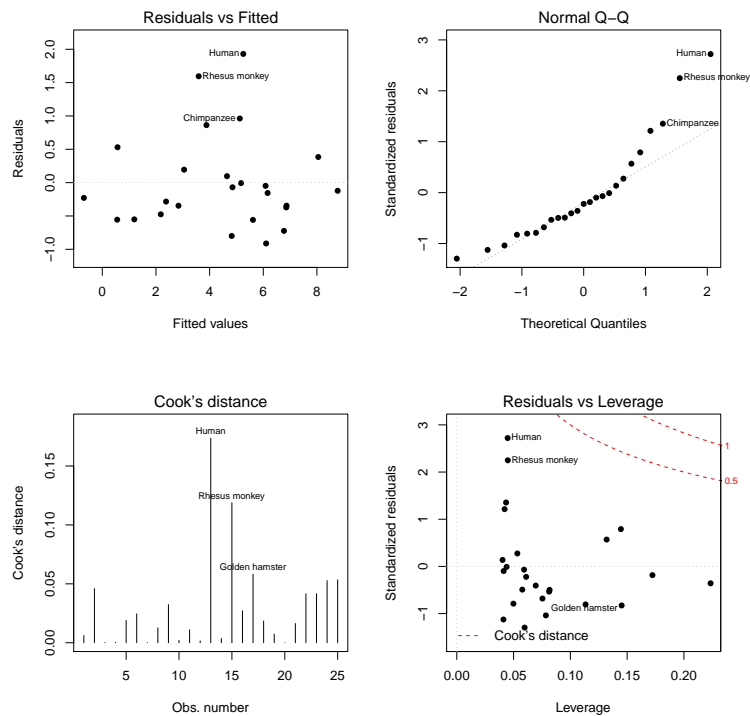 Residuals vs Fitted
Residuals
2.0
1.5
1.0
0.0
−1.0
Human
Rhesus monkey
Chimpanzee
0 2 4 6 8
Fitted values
Normal Q−Q
Standardized residuals
3
2
1
0
−1
Human
Rhesus monkey
Chimpanzee
−2 −1 0 1 2
Theoretical Quantiles
Cook's distance
Cook's distance
0.15
0.10
0.05
0.00
Human
Rhesus monkey
Golden hamster
5 10 15 20 25
Obs. number
Residuals vs Leverage
Standardized residuals
3
2
1
0
−1
Human
Rhesus monkey
1
0.5
Golden hamster
Cook's distance
0.00 0.05 0.10 0.15 0.20
Leverage